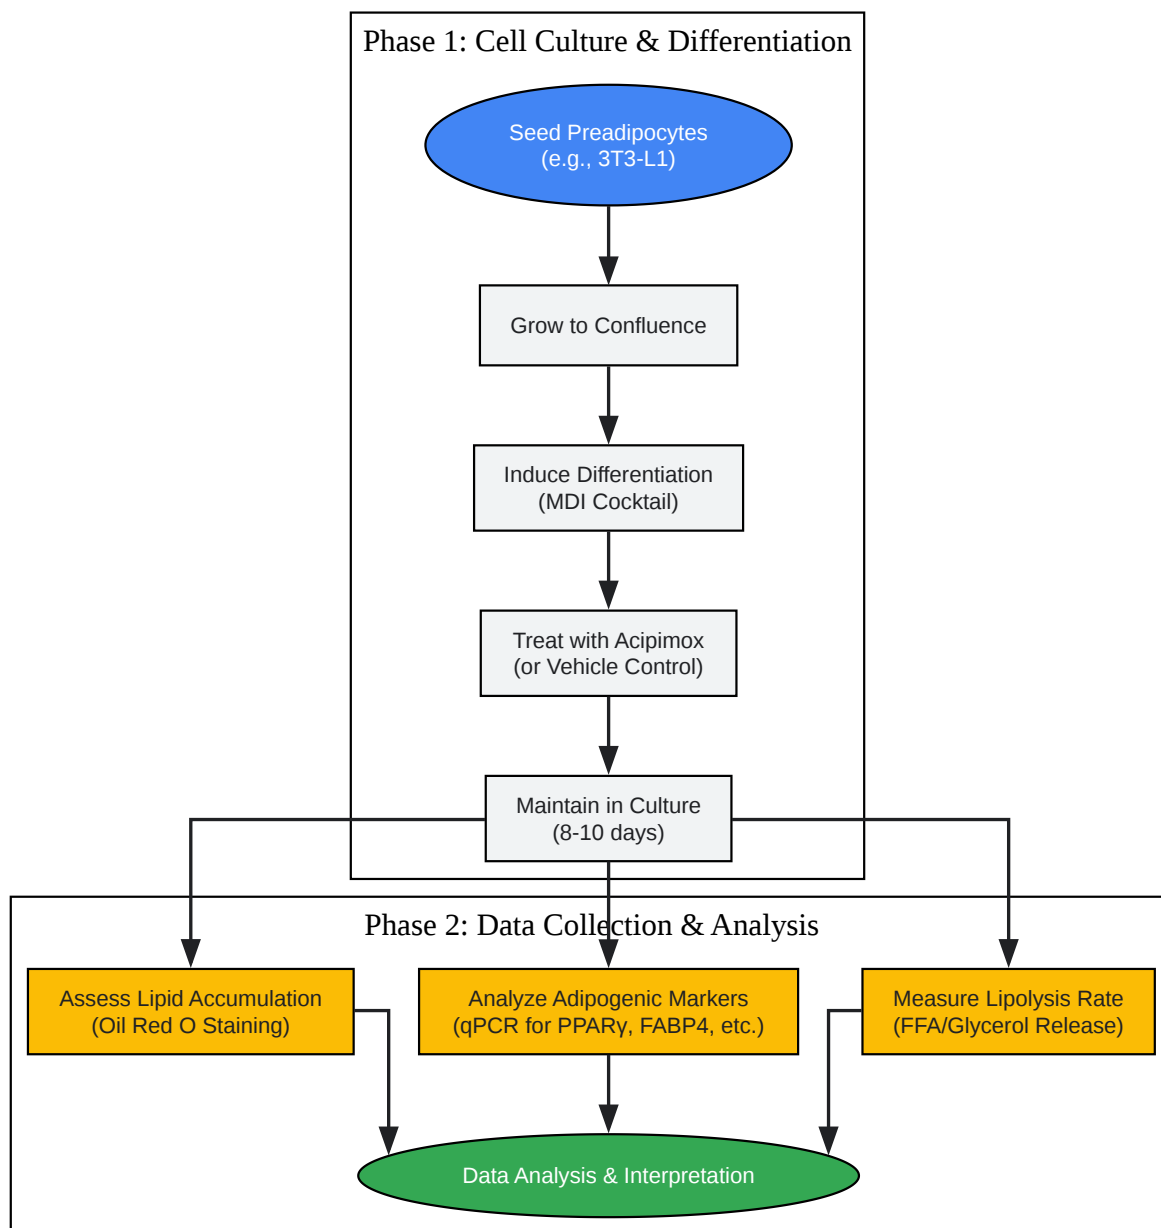 Phase 1: Cell Culture & Differentiation
Seed Preadipocytes
(e.g., 3T3-L1)
Grow to Confluence
Induce Differentiation
(MDI Cocktail)
Treat with Acipimox
(or Vehicle Control)
Maintain in Culture
(8-10 days)
Phase 2: Data Collection & Analysis
Assess Lipid Accumulation
(Oil Red O Staining)
Analyze Adipogenic Markers
(qPCR for PPARγ, FABP4, etc.)
Measure Lipolysis Rate
(FFA/Glycerol Release)
Data Analysis & Interpretation